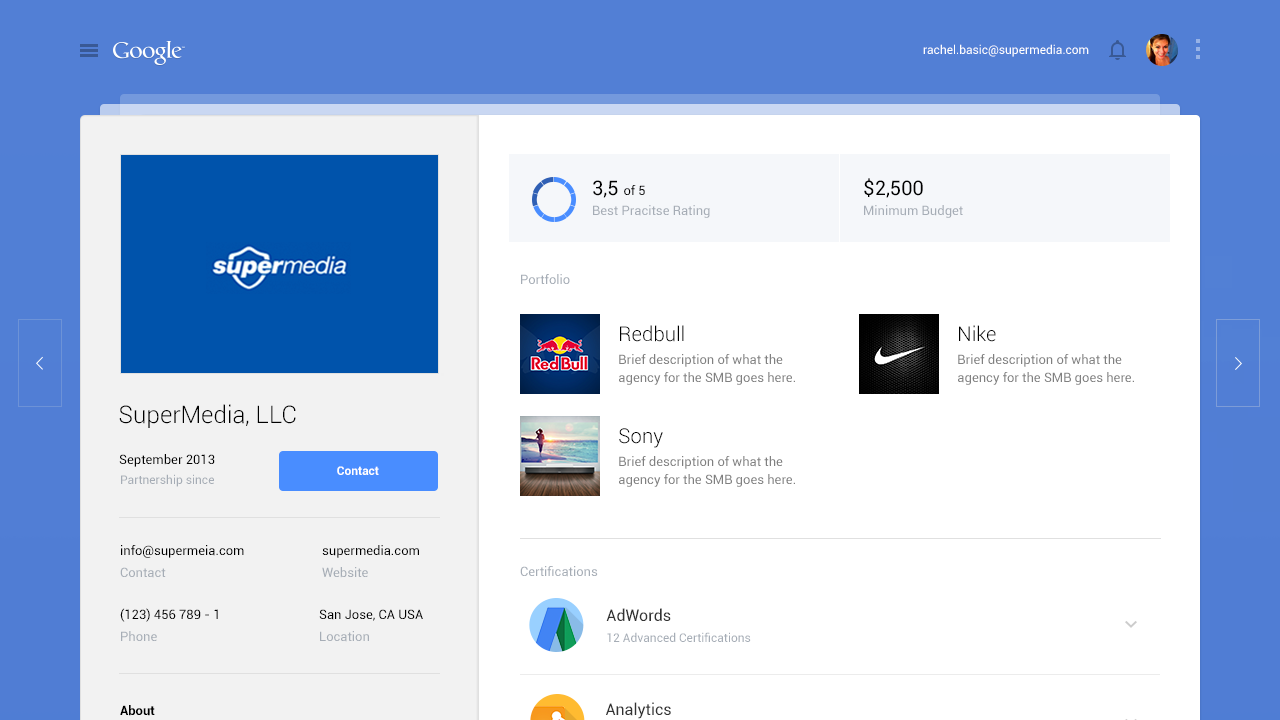 Google
rachel.basic@supermedia.com
supermedia
SuperMedia, LLC
September 2013
Partnership since
Contact
info@supermeia.com
Contact
supermedia.com
Website
(123) 456 789 - 1
Phone
San Jose, CA USA
Location
About
3,5 of 5
Best Pracitse Rating
$2,500
Minimum Budget
Portfolio
Red Bull
Redbull
Brief description of what the
agency for the SMB goes here.
Nike
Brief description of what the
agency for the SMB goes here.
Sony
Brief description of what the
agency for the SMB goes here.
Certifications
AdWords
12 Advanced Certifications
Analytics